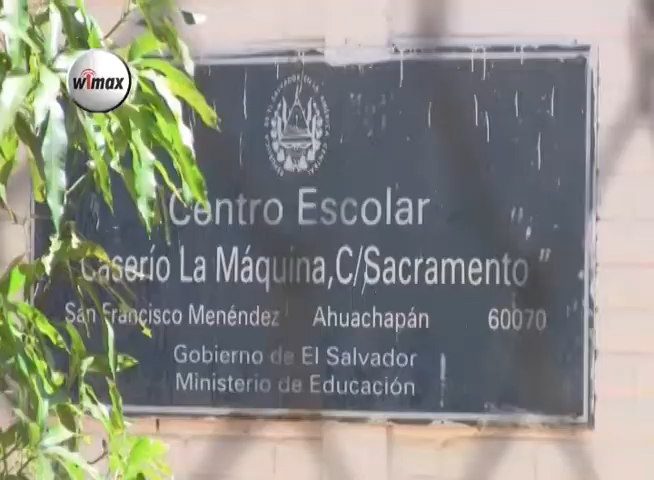 wimax
Centro Escolar "
Caserío La Máquina, C/Sacramento "
San Francisco Menéndez Ahuachapán 60070
Gobierno de El Salvador
Ministerio de Educación